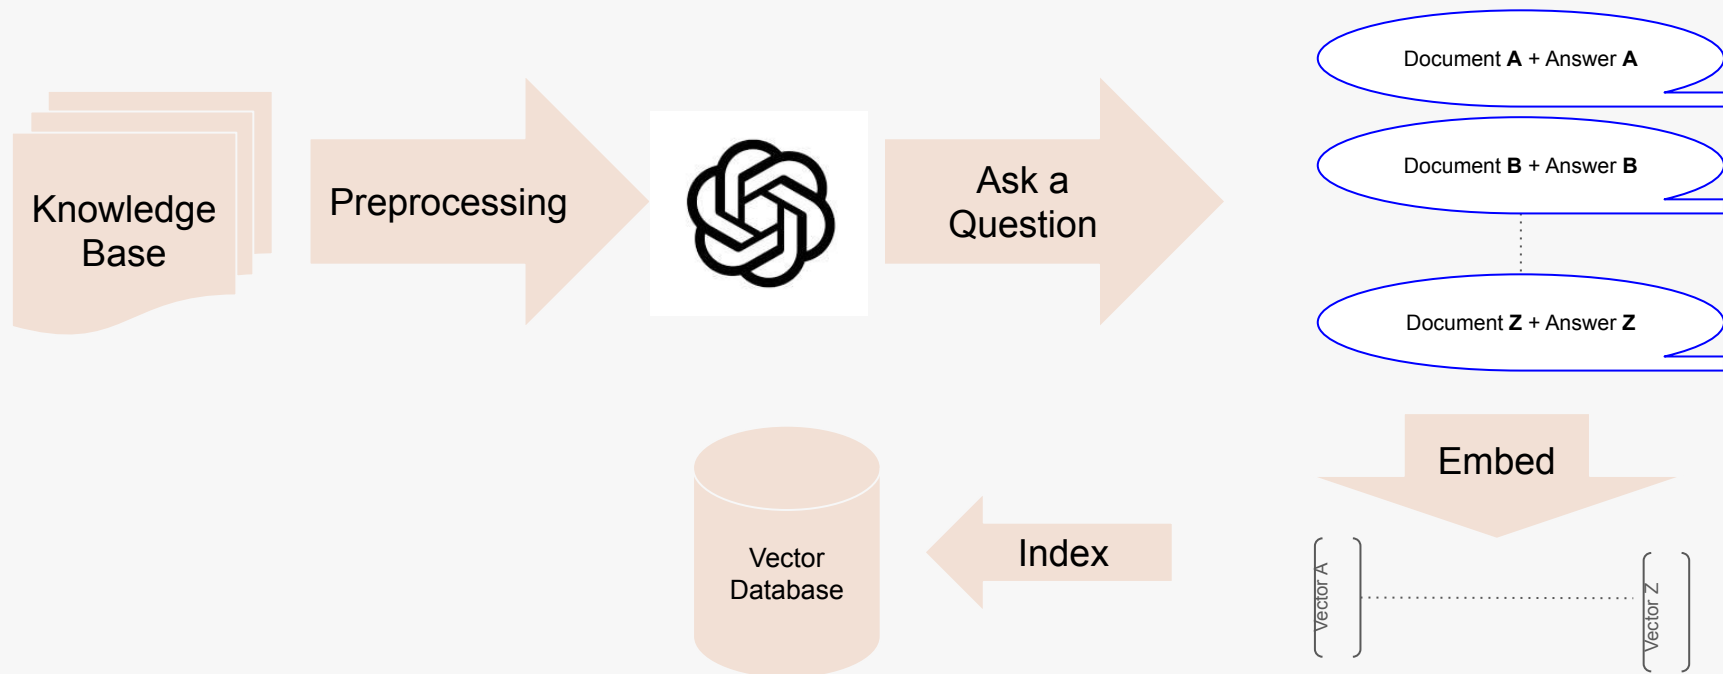 Document A + Answer A
Document B + Answer B
Knowledge
Base
Preprocessing
Ask a
Question
Document Z + Answer Z
Embed
Vector
Database
Index
Vector A
Vector Z